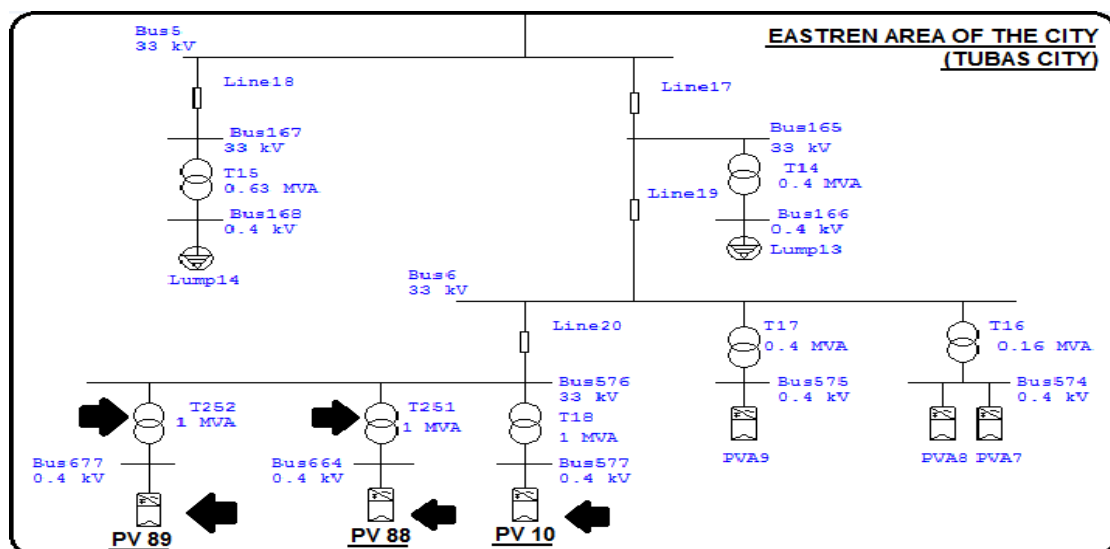 Bus5
33 kV
EASTREN AREA OF THE CITY
(TUBAS CITY)
Line18
Line17
Bus167
33 kV
Bus165
33 kV
T15
0.63 MVA
T14
0.4 MVA
Line19
Bus168
0.4 kV
Bus166
0.4 kV
Lump14
Lump13
Bus6
33 kV
Line20
T17
0.4 MVA
T16
0.16 MVA
Bus576
33 kV
Bus575
0.4 kV
Bus574
0.4 kV
T252
1 MVA
T251
1 MVA
T18
1 MVA
PVA9
PVA8
PVA7
Bus677
0.4 kV
Bus664
0.4 kV
Bus577
0.4 kV
PV 89
PV 88
PV 10